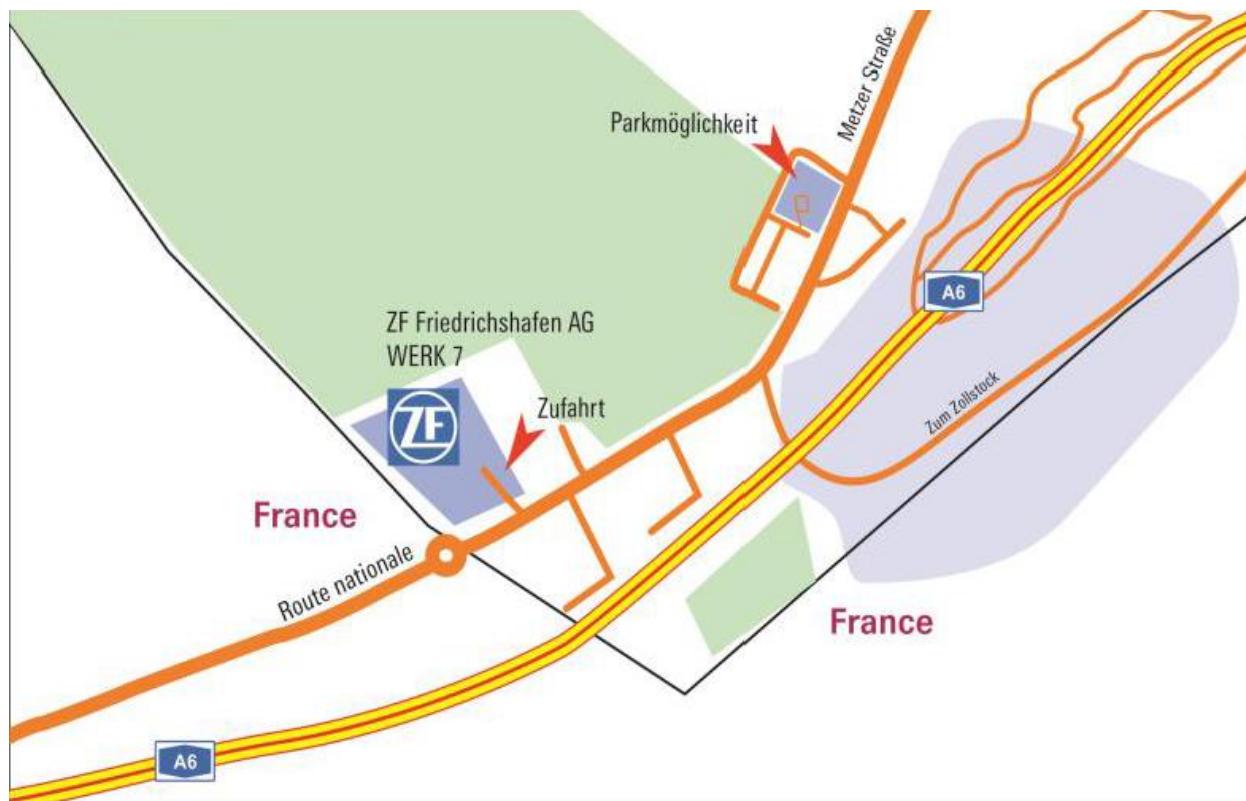 Metzer Straße
Parkmöglichkeit
A6
ZF Friedrichshafen AG
WERK 7
ZF
Zufahrt
Zum Zollstock
France
Route nationale
France
A6